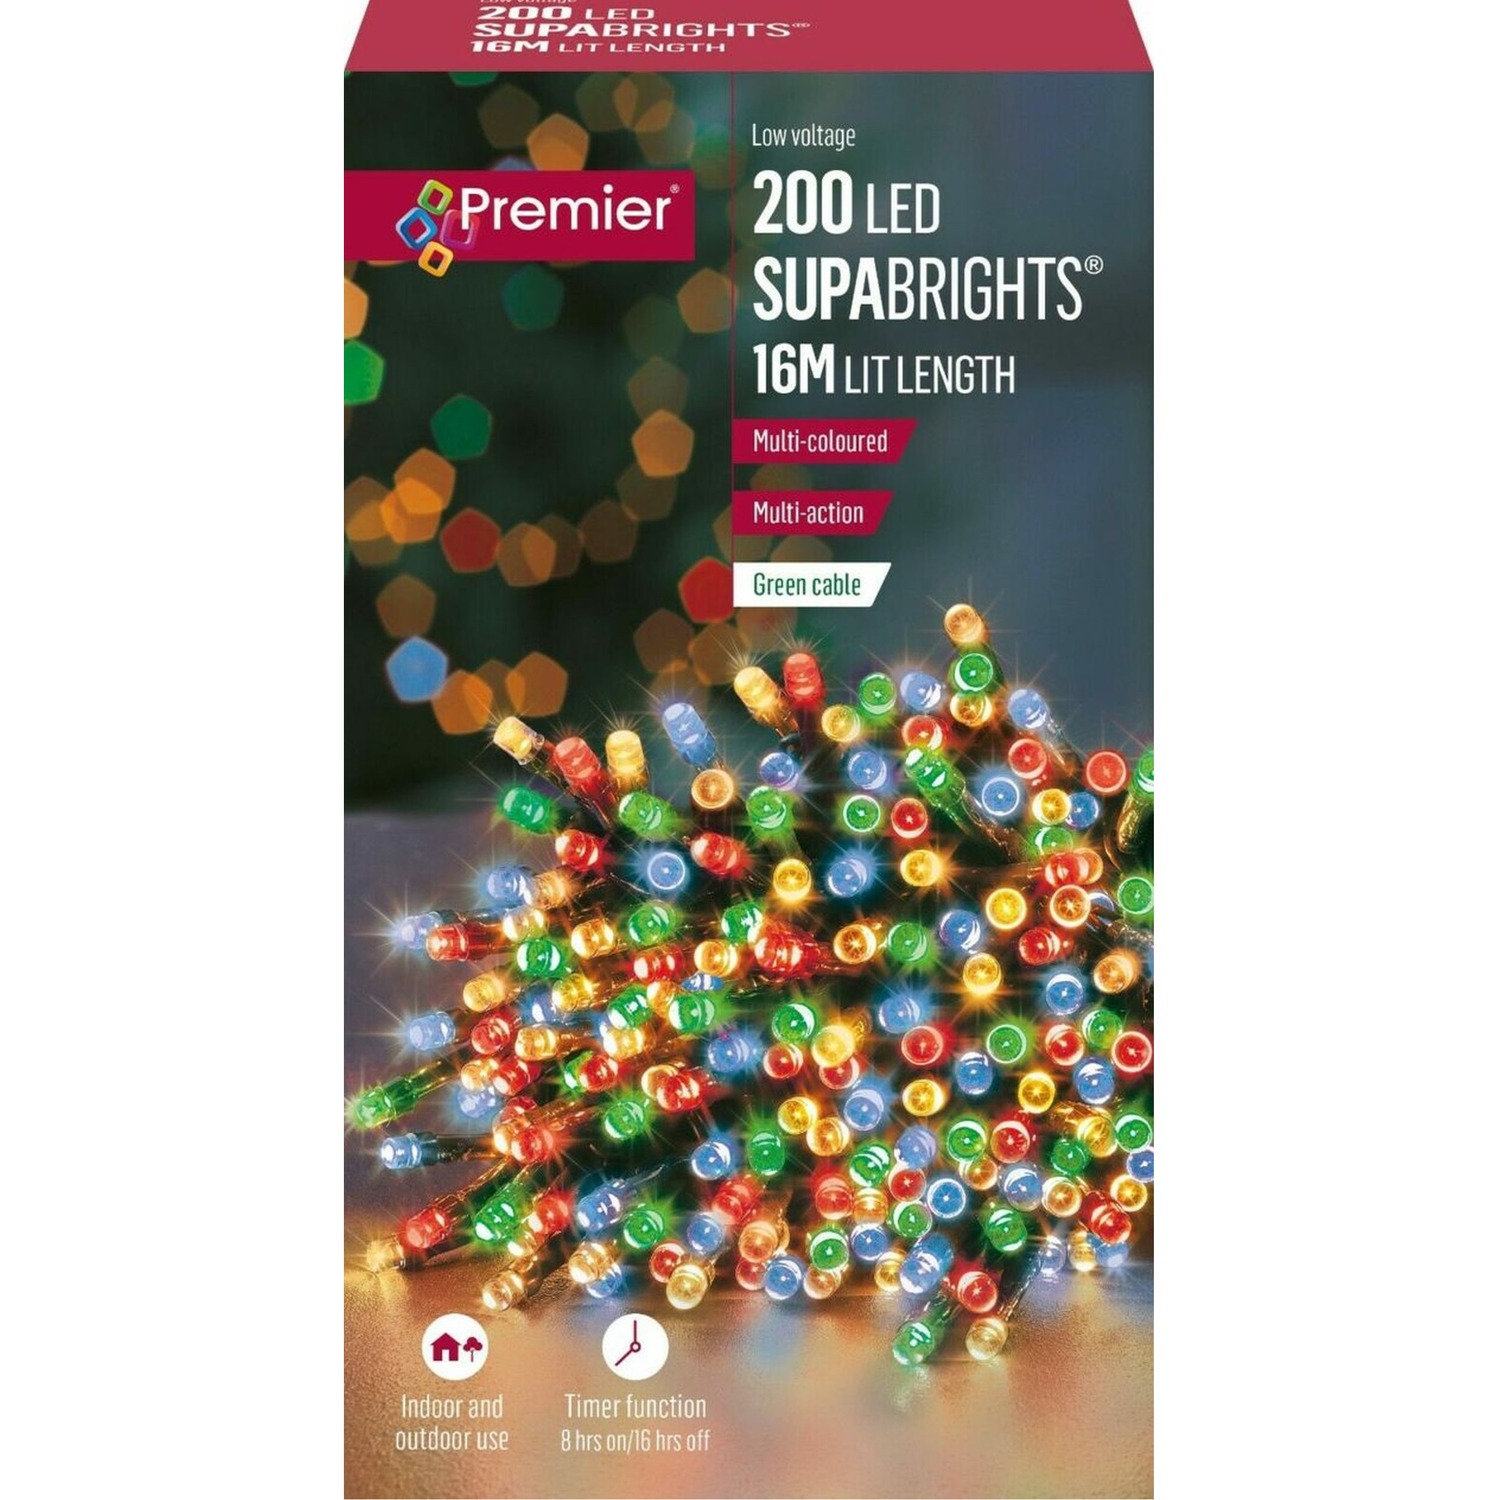 200 LED
SUPABRIGHTS®
16M LIT LENGTH
Premier®
Low voltage
200 LED
SUPABRIGHTS®
16M LIT LENGTH
Multi-coloured
Multi-action
Green cable
Indoor and
outdoor use
Timer function
8 hrs on/16 hrs off